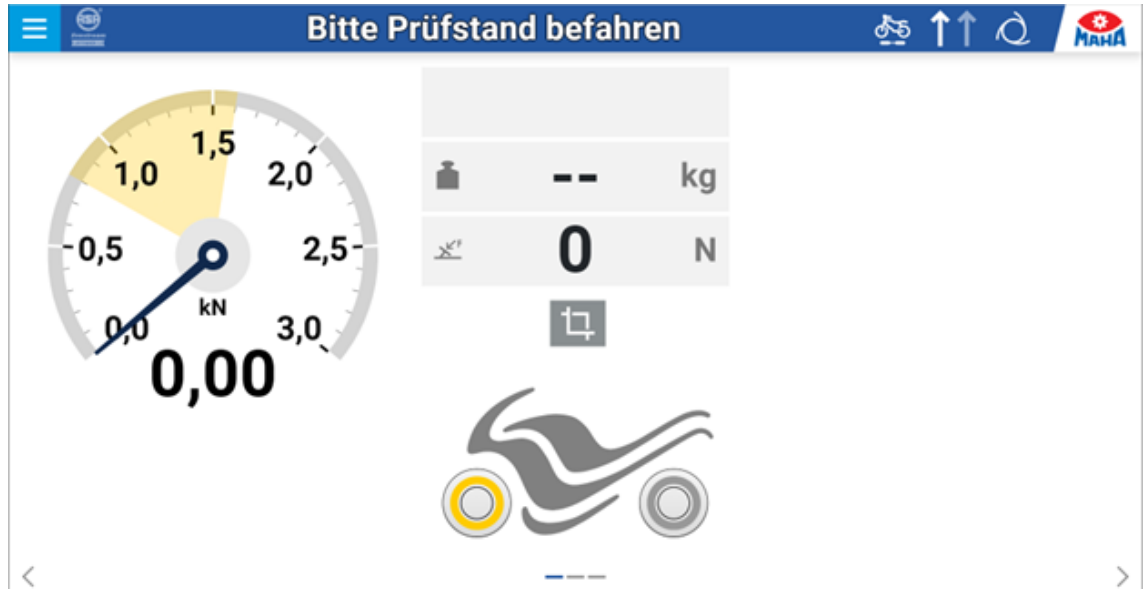 Bitte Prüfstand befahren
MAHA
0,0
0,5
1,0
1,5
2,0
2,5
3,0
kN
0,00
-- kg
F
0 N